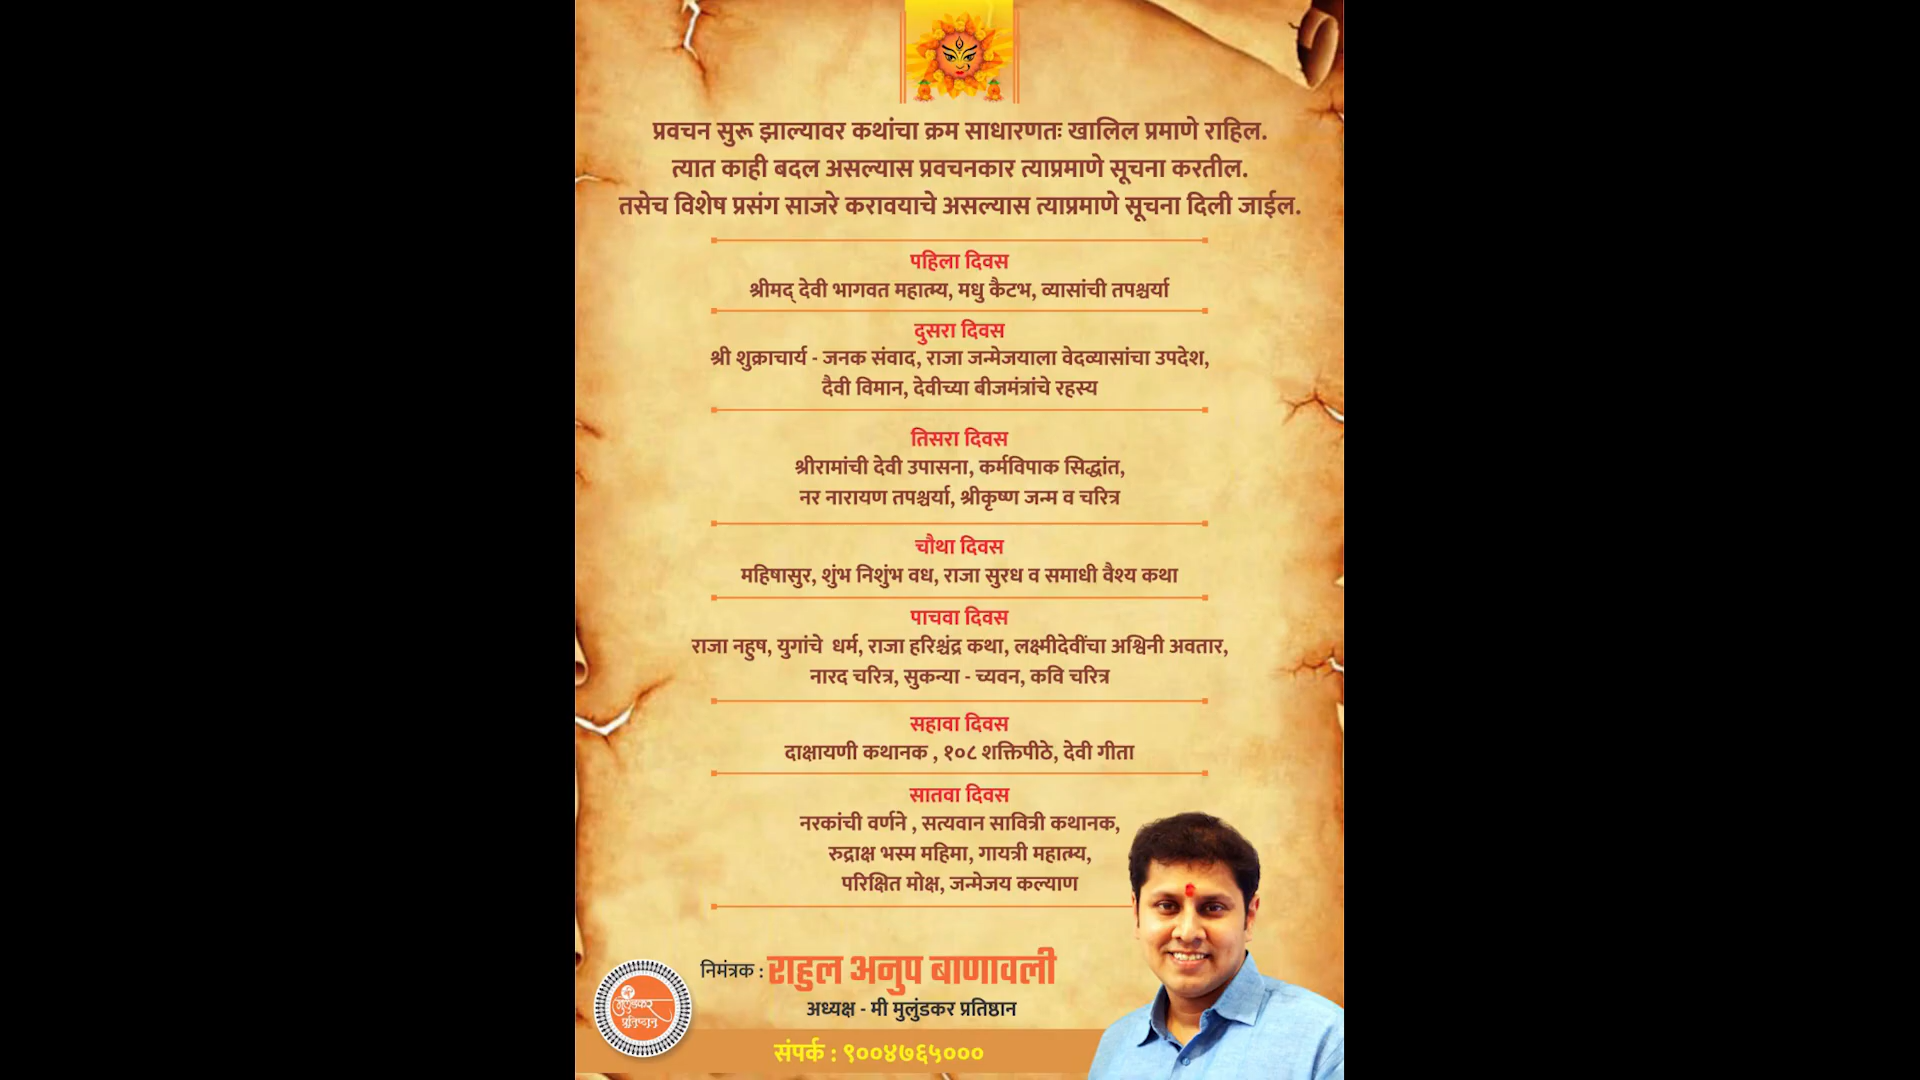 प्रवचन सुरू झाल्यावर कथांचा क्रम साधारणतः खालिल प्रमाणे राहिल.
त्यात काही बदल असल्यास प्रवचनकार त्याप्रमाणे सूचना करतील.
तसेच विशेष प्रसंग साजरे करावयाचे असल्यास त्याप्रमाणे सूचना दिली जाईल.
पहिला दिवस
श्रीमद् देवी भागवत महात्म्य, मधु कैटभ, व्यासांची तपश्चर्या
दुसरा दिवस
श्री शुक्राचार्य - जनक संवाद, राजा जन्मेजयाला वेदव्यासांचा उपदेश,
दैवी विमान, देवीच्या बीजमंत्रांचे रहस्य
तिसरा दिवस
श्रीरामांची देवी उपासना, कर्मविपाक सिद्धांत,
नर नारायण तपश्चर्या, श्रीकृष्ण जन्म व चरित्र
चौथा दिवस
महिषासुर, शुंभ निशुंभ वध, राजा सुरध व समाधी वैश्य कथा
पाचवा दिवस
राजा नहुष, युगांचे धर्म, राजा हरिश्चंद्र कथा, लक्ष्मीदेवींचा अश्विनी अवतार,
नारद चरित्र, सुकन्या - च्यवन, कवि चरित्र
सहावा दिवस
दाक्षायणी कथानक , १०८ शक्तिपीठे, देवी गीता
सातवा दिवस
नरकांची वर्णने , सत्यवान सावित्री कथानक,
रुद्राक्ष भस्म महिमा, गायत्री महात्म्य,
परिक्षित मोक्ष, जन्मेजय कल्याण
निमंत्रक : राहुल अनुप बाणावली
अध्यक्ष - मी मुलुंडकर प्रतिष्ठान
मी मुलुंडकर
प्रतिष्ठान
संपर्क : ९००४७६५०००